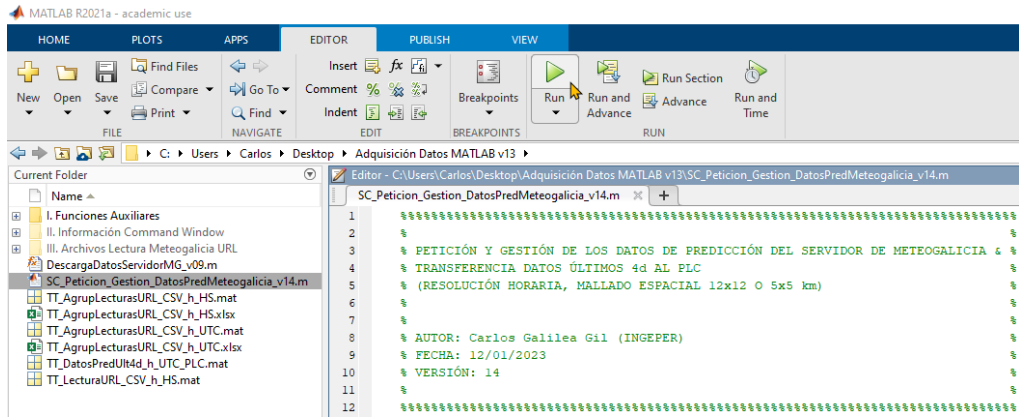 MATLAB R2021a - academic use
HOME PLOTS APPS EDITOR PUBLISH VIEW
New Open Save Find Files Compare Print
FILE
Go To Find
NAVIGATE
Insert fx
Comment %
Indent
EDIT
Breakpoints
BREAKPOINTS
Run Run and Advance Run Section Advance Run and Time
RUN
C: Users Carlos Desktop Adquisición Datos MATLAB v13
Current Folder
Name
I. Funciones Auxiliares
II. Información Command Window
III. Archivos Lectura Meteogalicia URL
DescargaDatosServidorMG_v09.m
SC_Peticion_Gestion_DatosPredMeteogalicia_v14.m
TT_AgrupLecturasURL_CSV_h_HS.mat
TT_AgrupLecturasURL_CSV_h_HS.xlsx
TT_AgrupLecturasURL_CSV_h_UTC.mat
TT_AgrupLecturasURL_CSV_h_UTC.xlsx
TT_DatosPredUlt4d_h_UTC_PLC.mat
TT_LecturaURL_CSV_h_HS.mat
Editor - C:\Users\Carlos\Desktop\Adquisición Datos MATLAB v13\SC_Peticion_Gestion_DatosPredMeteogalicia_v14.m
SC_Peticion_Gestion_DatosPredMeteogalicia_v14.m × +
1 %%%%%%%%%%%%%%%%%%%%%%%%%%%%%%%%%%%%%%%%%%%%%%%%%%%%%%%%%%%%%%%%%%%%%%%%%%%%%%%%
2 % %
3 % PETICIÓN Y GESTIÓN DE LOS DATOS DE PREDICCIÓN DEL SERVIDOR DE METEOGALICIA & %
4 % TRANSFERENCIA DATOS ÚLTIMOS 4d AL PLC %
5 % (RESOLUCIÓN HORARIA, MALLADO ESPACIAL 12x12 O 5x5 km) %
6 % %
7 % %
8 % AUTOR: Carlos Galilea Gil (INGEPER) %
9 % FECHA: 12/01/2023 %
10 % VERSIÓN: 14 %
11 % %
12 %%%%%%%%%%%%%%%%%%%%%%%%%%%%%%%%%%%%%%%%%%%%%%%%%%%%%%%%%%%%%%%%%%%%%%%%%%%%%%%%